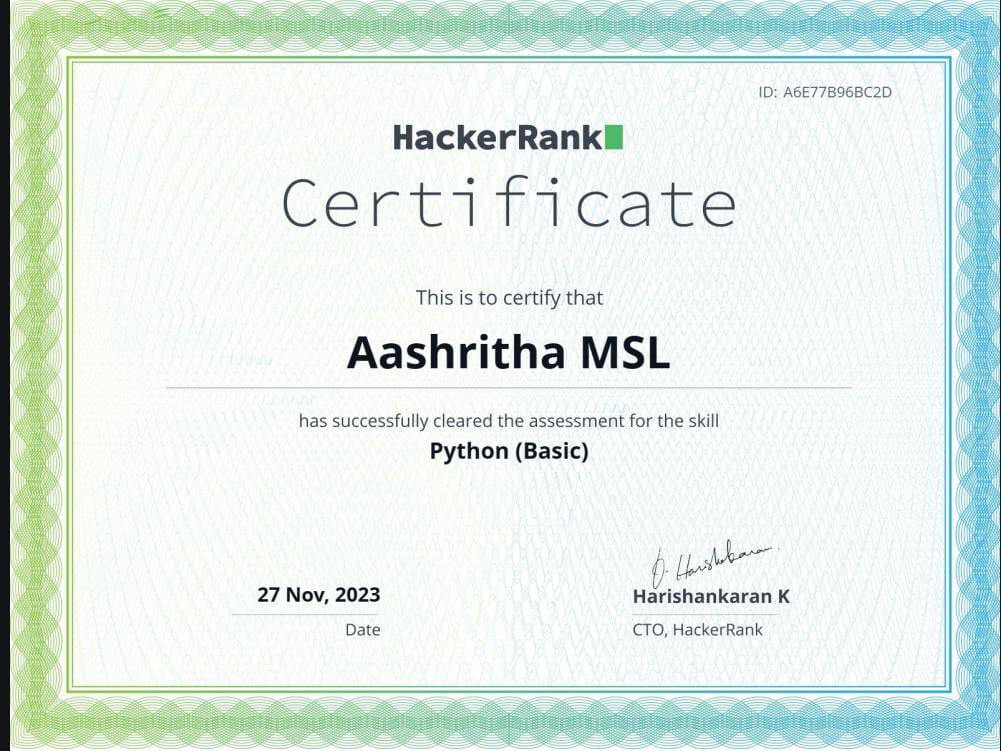 ID: A6E77B96BC2D
HackerRank
Certificate
This is to certify that
Aashritha MSL
has successfully cleared the assessment for the skill
Python (Basic)
27 Nov, 2023
Date
Harishankaran K
CTO, HackerRank